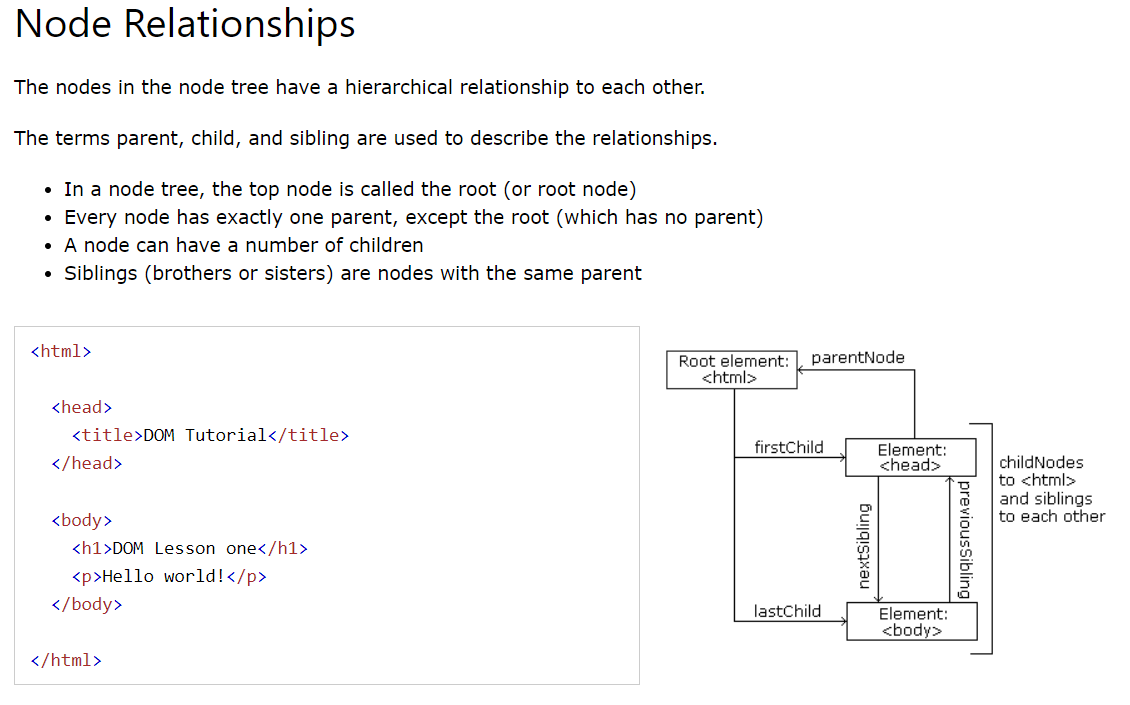 Node Relationships
The nodes in the node tree have a hierarchical relationship to each other.
The terms parent, child, and sibling are used to describe the relationships.
• In a node tree, the top node is called the root (or root node)
• Every node has exactly one parent, except the root (which has no parent)
• A node can have a number of children
• Siblings (brothers or sisters) are nodes with the same parent
<html>
<head>
<title>DOM Tutorial</title>
</head>
<body>
<h1>DOM Lesson one</h1>
<p>Hello world!</p>
</body>
</html>
Root element:
<html>
parentNode
firstChild
Element:
<head>
nextSibling
previousSibling
lastChild
Element:
<body>
childNodes
to <html>
and siblings
to each other